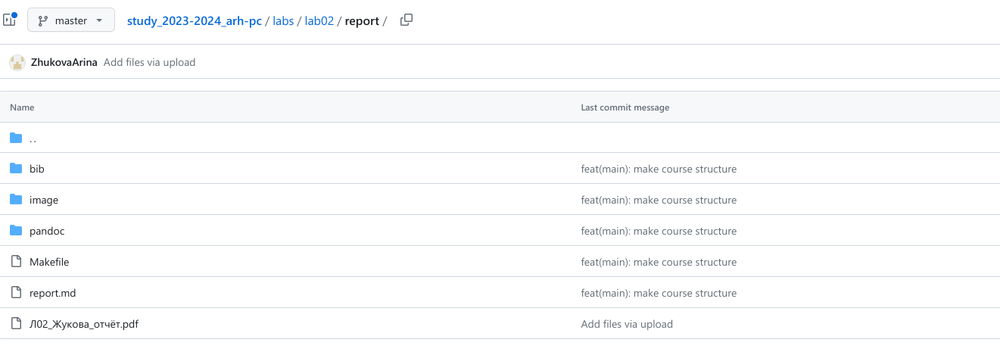 master study_2023-2024_arh-pc / labs / lab02 / report /
ZhukovaArina Add files via upload
Name Last commit message
..
bib feat(main): make course structure
image feat(main): make course structure
pandoc feat(main): make course structure
Makefile feat(main): make course structure
report.md feat(main): make course structure
Л02_Жукова_отчёт.pdf Add files via upload